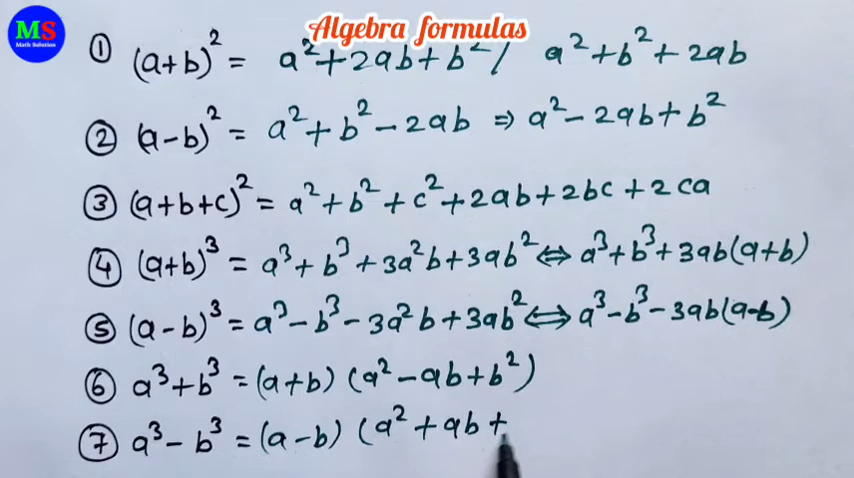 MS
Math Solution
Algebra formulas
① (a+b)² = a²+2ab+b² / a²+b²+2ab
② (a-b)² = a²+b²-2ab ⇒ a²-2ab+b²
③ (a+b+c)² = a²+b²+c²+2ab+2bc+2ca
④ (a+b)³ = a³+b³+3a²b+3ab² ⇔ a³+b³+3ab(a+b)
⑤ (a-b)³ = a³-b³-3a²b+3ab² ⇔ a³-b³-3ab(a-b)
⑥ a³+b³ = (a+b) (a²-ab+b²)
⑦ a³-b³ = (a-b) (a²+ab+